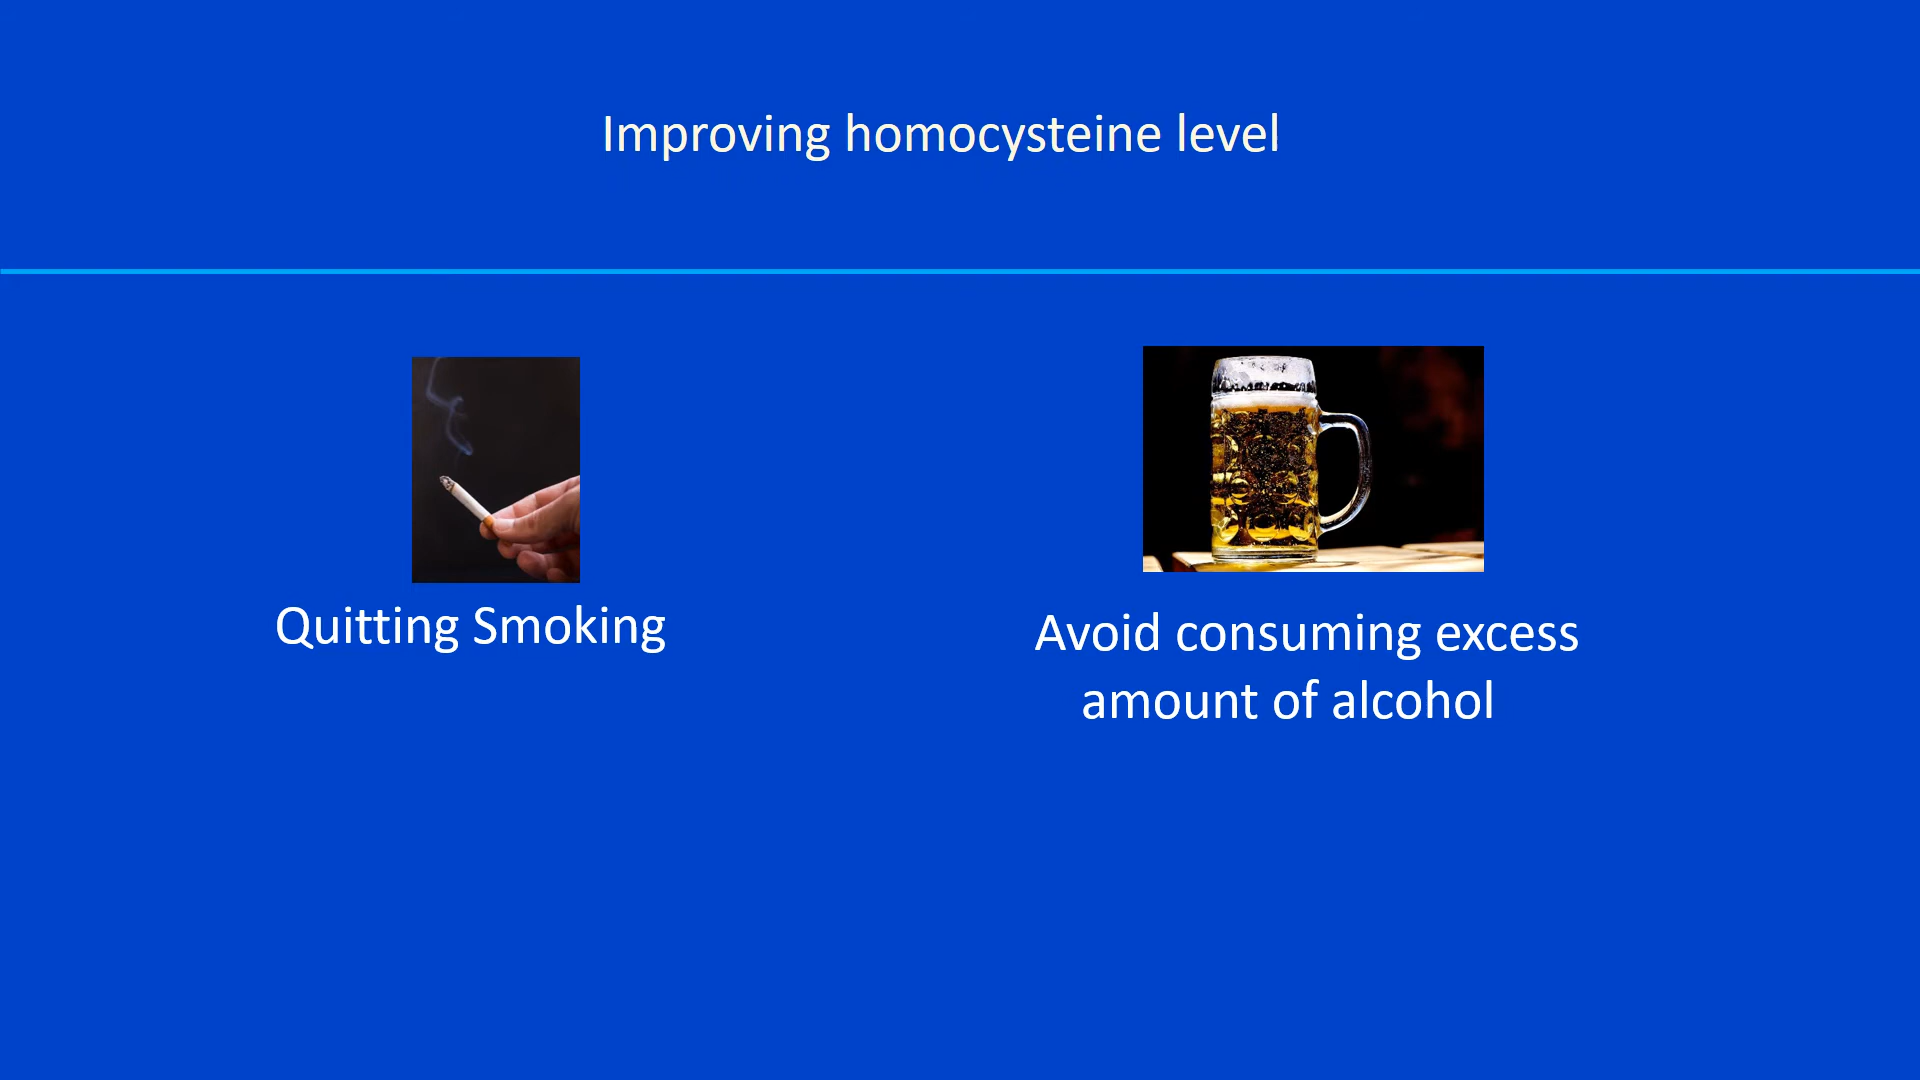 Improving homocysteine level
Quitting Smoking
Avoid consuming excess
amount of alcohol